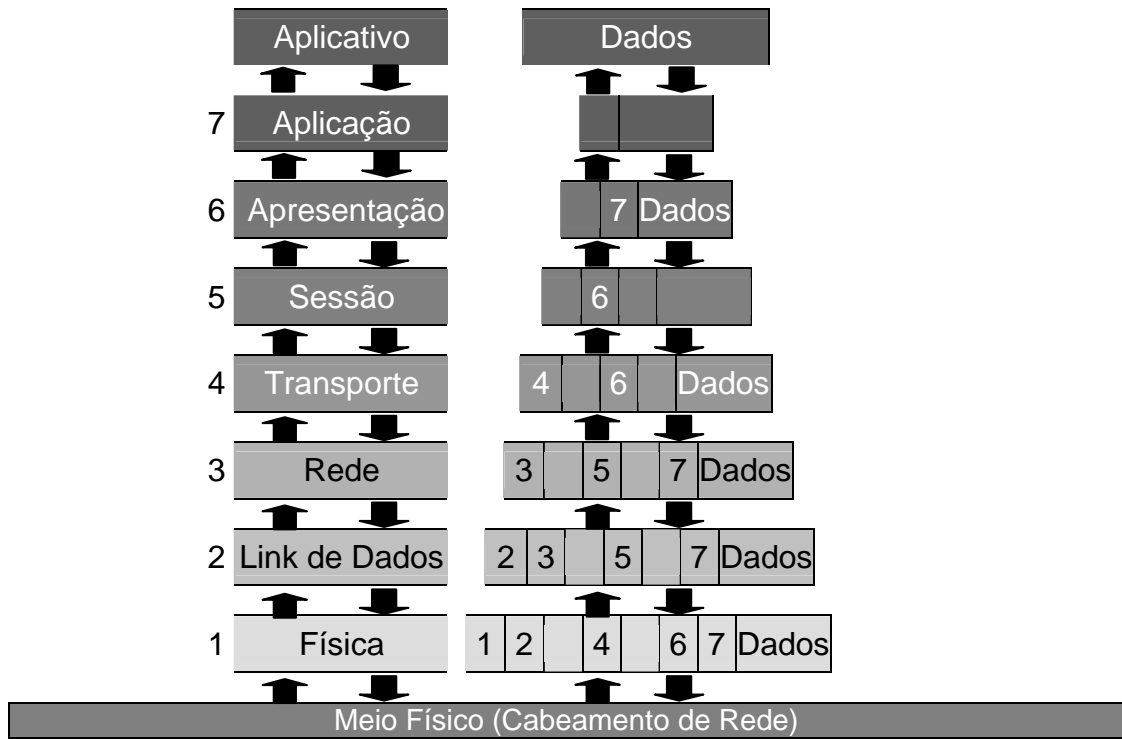 Aplicativo Dados
7 Aplicação
6 Apresentação 7 Dados
5 Sessão 6
4 Transporte 4 6 Dados
3 Rede 3 5 7 Dados
2 Link de Dados 2 3 5 7 Dados
1 Física 1 2 4 6 7 Dados
Meio Físico (Cabeamento de Rede)